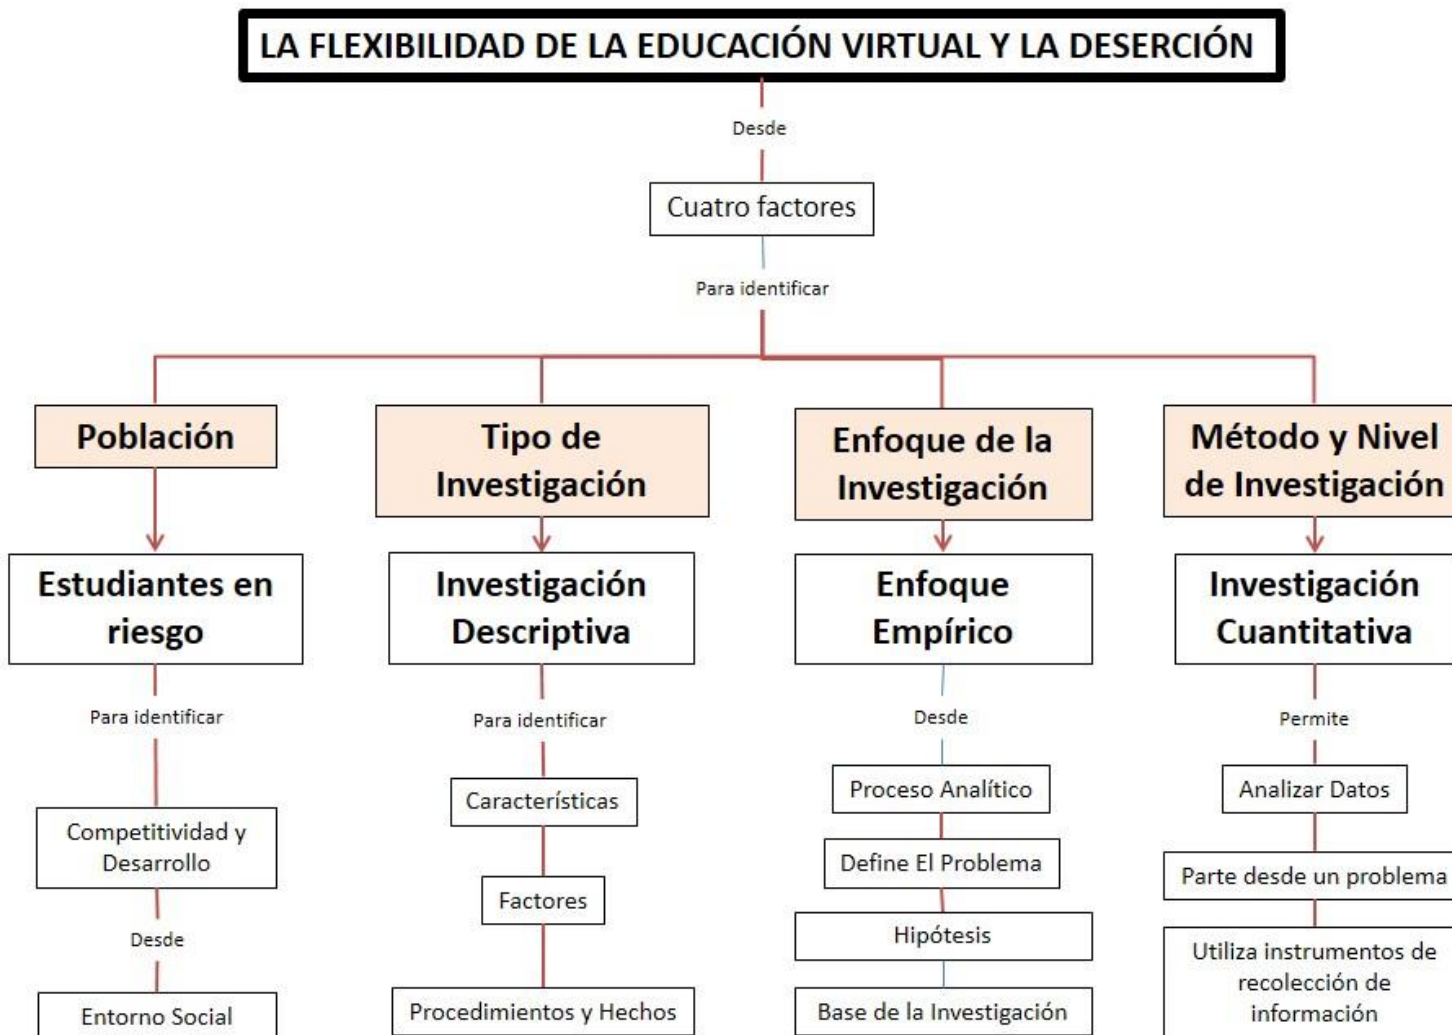 LA FLEXIBILIDAD DE LA EDUCACIÓN VIRTUAL Y LA DESERCIÓN
Desde
Cuatro factores
Para identificar
Población
Tipo de
Investigación
Enfoque de la
Investigación
Método y Nivel
de Investigación
Estudiantes en
riesgo
Investigación
Descriptiva
Enfoque
Empírico
Investigación
Cuantitativa
Para identificar
Para identificar
Desde
Permite
Competitividad y
Desarrollo
Desde
Entorno Social
Característícas
Factores
Procedimientos y Hechos
Proceso Analítico
Define El Problema
Hipótesis
Base de la Investigación
Analizar Datos
Parte desde un problema
Utiliza instrumentos de
recolección de
información